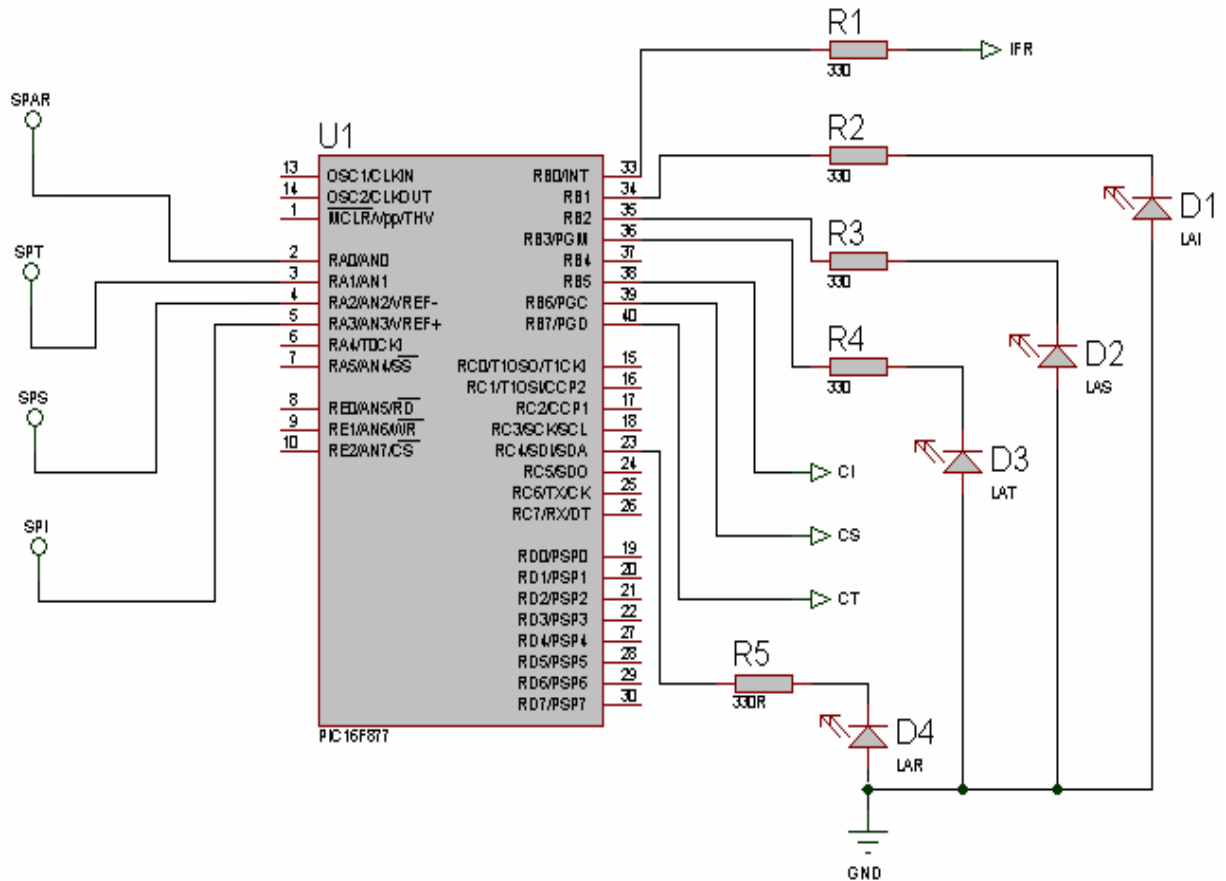 R1
330
IFR
SPAR
U1
R2
330
D1
LAI
13 OSC1/CLKIN
14 OSC2/CLKOUT
1 MCLR/Vpp/THV
2 RA0/AN0
3 RA1/AN1
4 RA2/AN2/VREF-
5 RA3/AN3/VREF+
6 RA4/T0CKI
7 RA5/AN4/SS
8 RE0/AN5/RD
9 RE1/AN6/WR
10 RE2/AN7/CS
RB0/INT 33
RB1 34
RB2 35
RB3/PGM 36
RB4 37
RB5 38
RB6/PGC 39
RB7/PGD 40
RC0/T1OSO/T1CKI 15
RC1/T1OSI/CCP2 16
RC2/CCP1 17
RC3/SCK/SCL 18
RC4/SDI/SDA 23
RC5/SDO 24
RC6/TX/CK 25
RC7/RX/DT 26
RD0/PSP0 19
RD1/PSP1 20
RD2/PSP2 21
RD3/PSP3 22
RD4/PSP4 27
RD5/PSP5 28
RD6/PSP6 29
RD7/PSP7 30
PIC16F877
SPT
SPS
SPI
R3
330
D2
LAS
R4
330
D3
LAT
CI
CS
CT
R5
330R
D4
LAR
GND